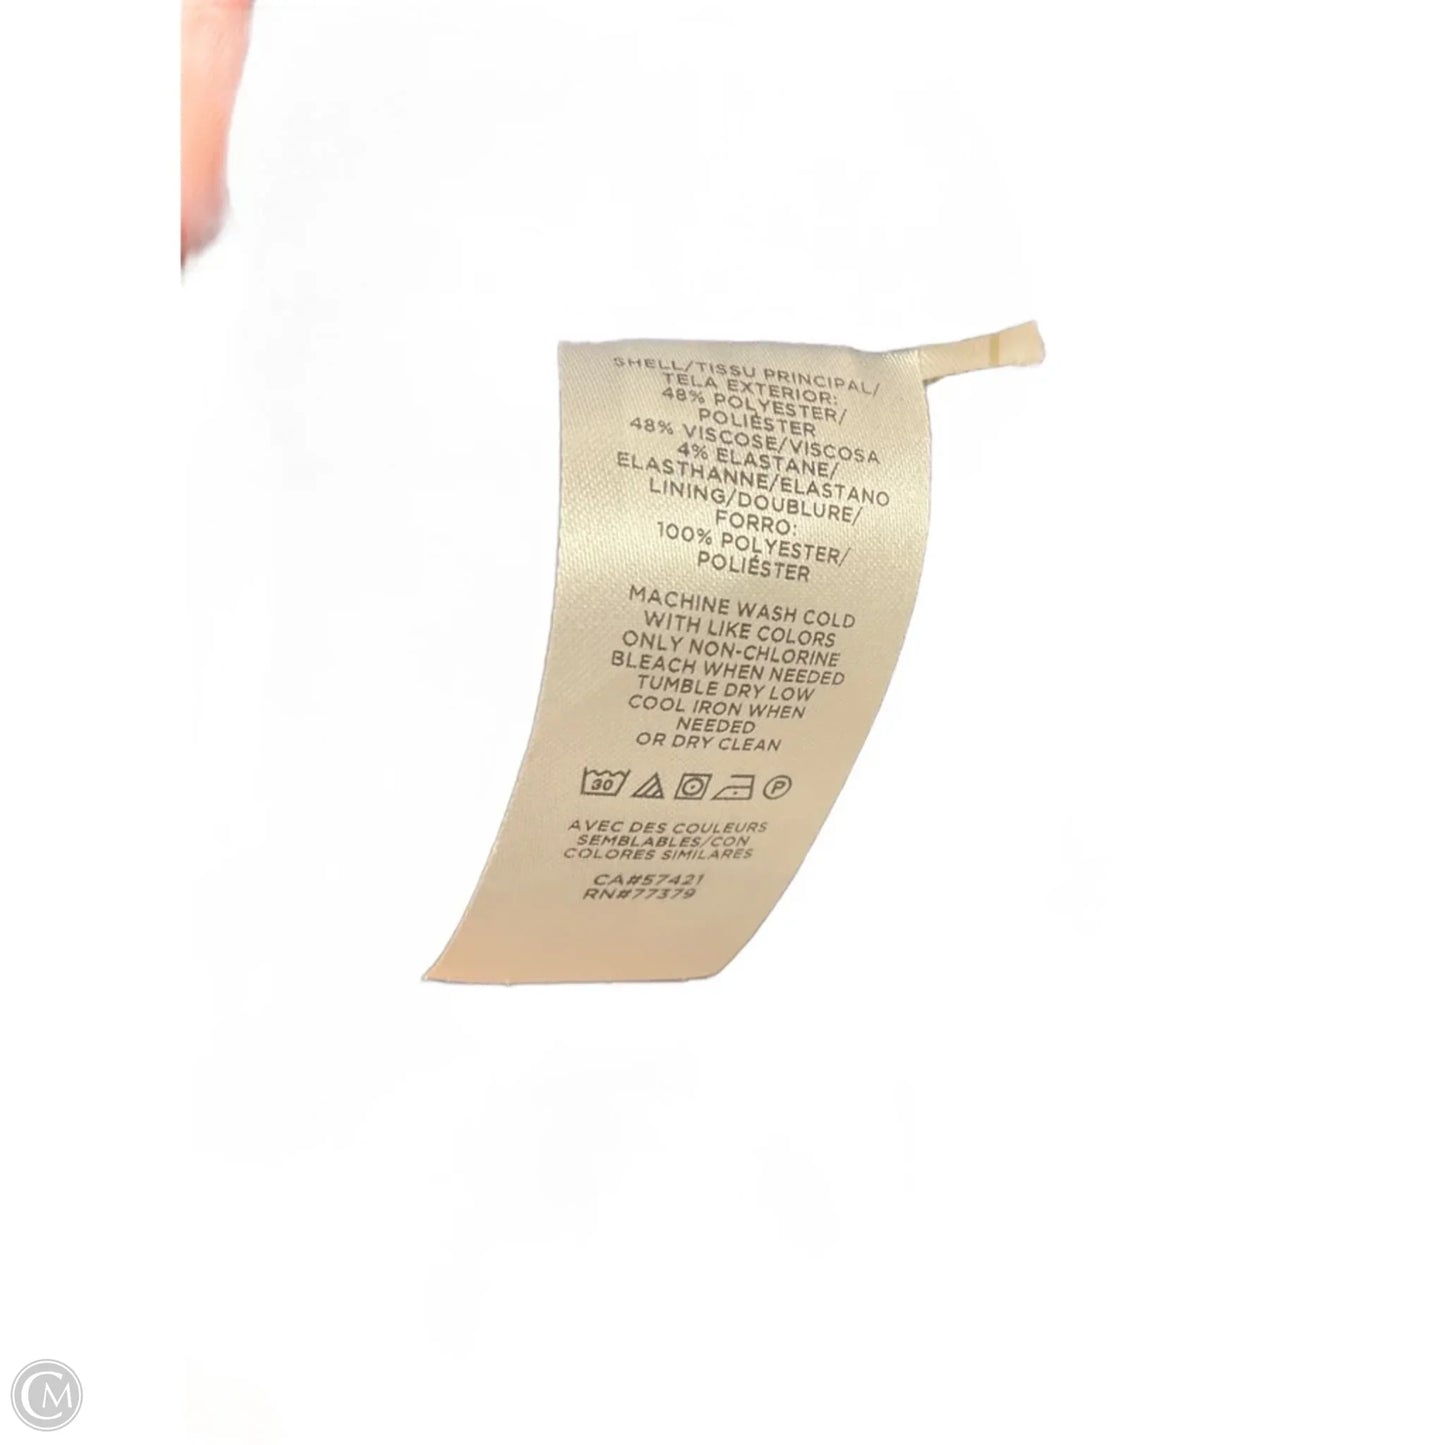 SHELL/TISSU PRINCIPAL/
TELA EXTERIOR:
48% POLYESTER/
POLIÉSTER
48% VISCOSE/VISCOSA
4% ELASTANE/
ELASTHANNE/ELASTANO
LINING/DOUBLURE/
FORRO:
100% POLYESTER/
POLIÉSTER
MACHINE WASH COLD
WITH LIKE COLORS
ONLY NON-CHLORINE
BLEACH WHEN NEEDED
TUMBLE DRY LOW
COOL IRON WHEN
NEEDED
OR DRY CLEAN
30 P
AVEC DES COULEURS
SEMBLABLES/CON
COLORES SIMILARES
CA#57421
RN#77379
CM